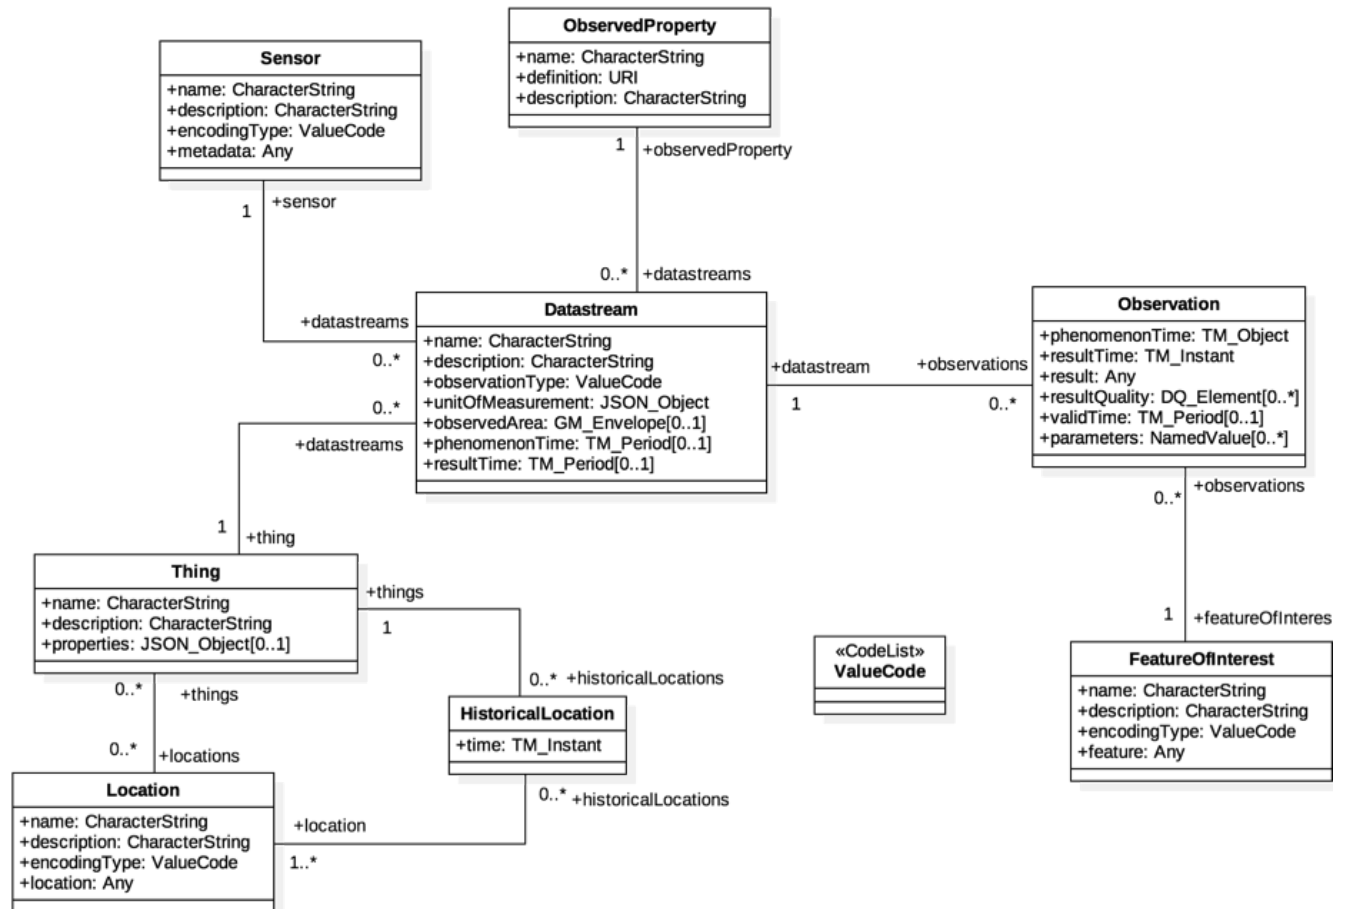 ObservedProperty
+name: CharacterString
+definition: URI
+description: CharacterString
Sensor
+name: CharacterString
+description: CharacterString
+encodingType: ValueCode
+metadata: Any
1
+observedProperty
+sensor
1
0..*
+datastreams
Datastream
+name: CharacterString
+description: CharacterString
+observationType: ValueCode
+unitOfMeasurement: JSON_Object
+observedArea: GM_Envelope[0..1]
+phenomenonTime: TM_Period[0..1]
+resultTime: TM_Period[0..1]
+datastreams
0..*
0..*
+datastreams
+datastream
1
+observations
0..*
Observation
+phenomenonTime: TM_Object
+resultTime: TM_Instant
+result: Any
+resultQuality: DQ_Element[0..*]
+validTime: TM_Period[0..1]
+parameters: NamedValue[0..*]
0..*
+observations
1
+featureOfInteres
1
+thing
Thing
+name: CharacterString
+description: CharacterString
+properties: JSON_Object[0..1]
+things
1
0..*
+historicalLocations
HistoricalLocation
+time: TM_Instant
0..*
+historicalLocations
«CodeList»
ValueCode
FeatureOfInterest
+name: CharacterString
+description: CharacterString
+encodingType: ValueCode
+feature: Any
0..*
+things
0..*
+locations
Location
+name: CharacterString
+description: CharacterString
+encodingType: ValueCode
+location: Any
+location
1..*